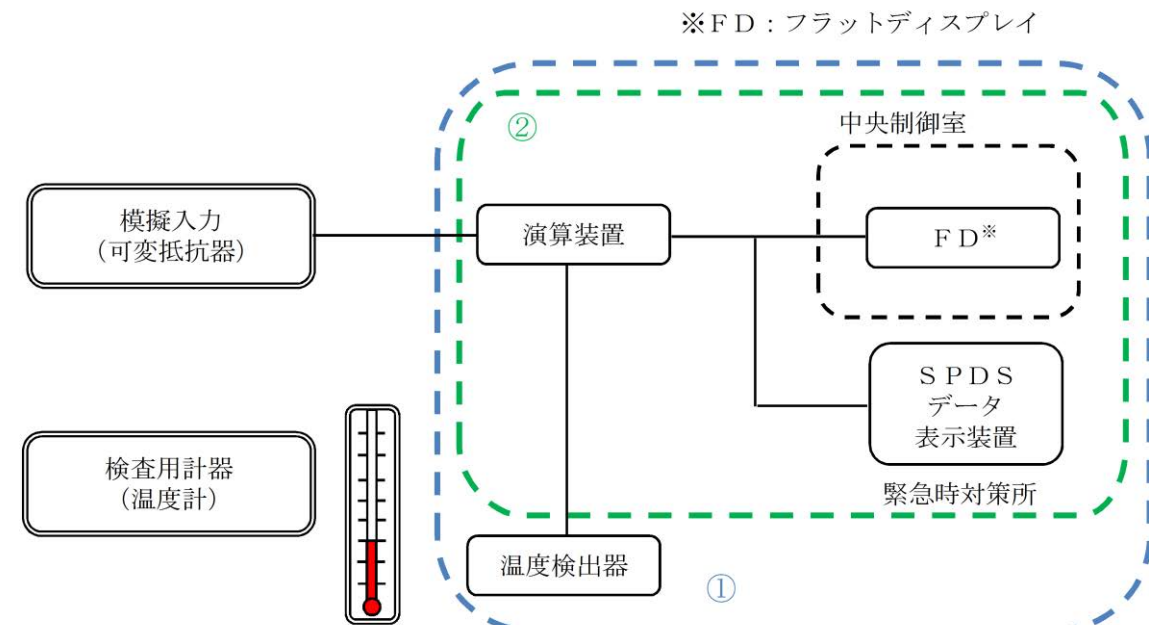 ※ＦＤ：フラットディスプレイ
②
中央制御室
模擬入力
（可変抵抗器）
演算装置
ＦＤ※
ＳＰＤＳ
データ
表示装置
検査用計器
（温度計）
緊急時対策所
温度検出器
①